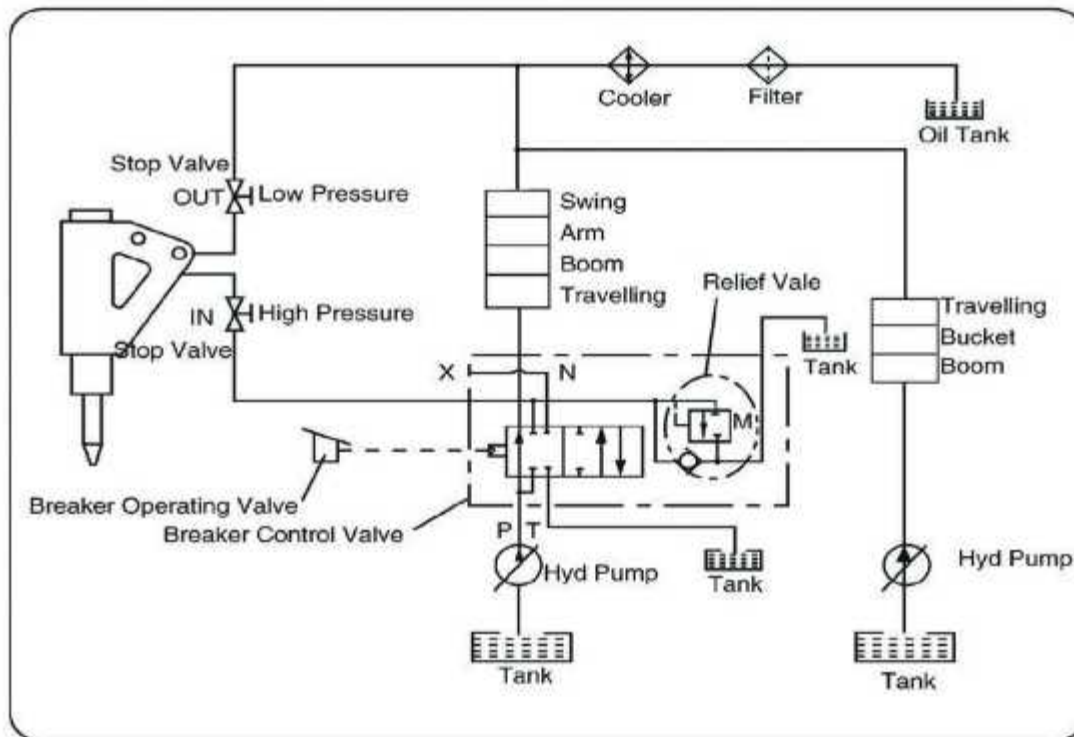 Cooler
Filter
Oil Tank
Stop Valve
OUT
Low Pressure
Swing
Arm
Boom
Travelling
Relief Vale
IN
High Pressure
Stop Valve
Travelling
Bucket
Boom
Tank
X
N
M
Breaker Operating Valve
Breaker Control Valve
P T
Hyd Pump
Tank
Hyd Pump
Tank
Tank